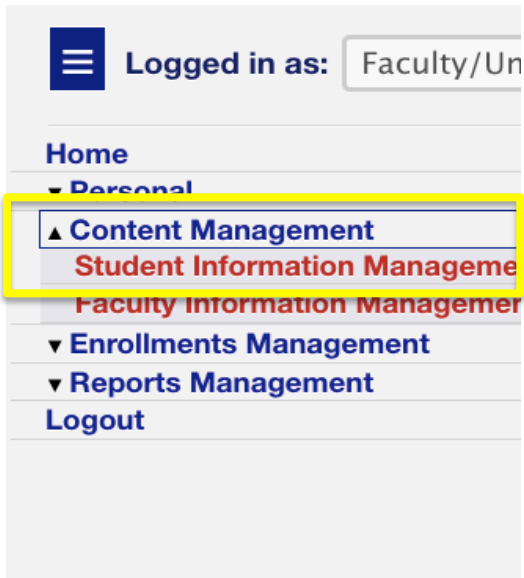 Logged in as: Faculty/Un
Home
Personal
Content Management
Student Information Manageme
Faculty Information Managemer
Enrollments Management
Reports Management
Logout